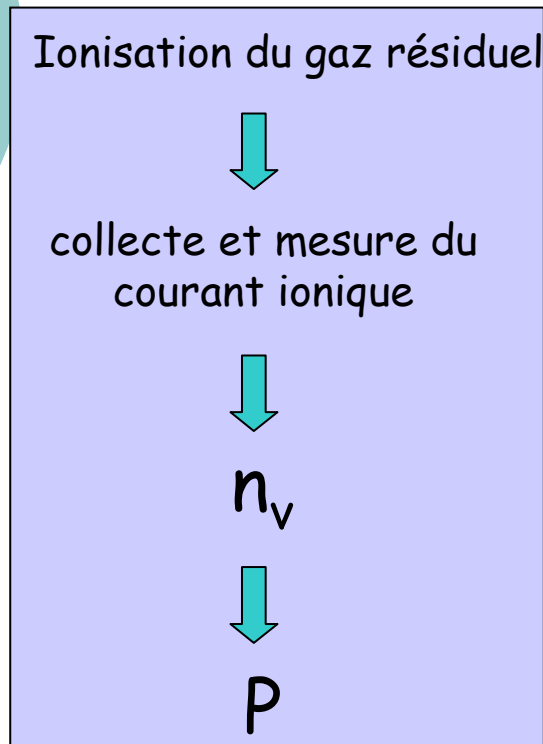 Ionisation du gaz résiduel
collecte et mesure du
courant ionique
nᵥ
P